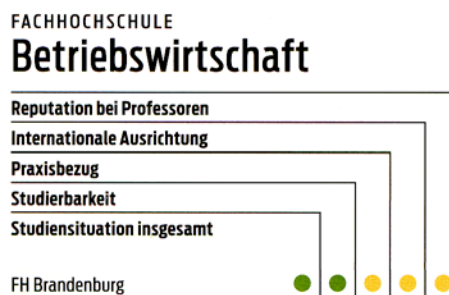 FACHHOCHSCHULE
Betriebswirtschaft
Reputation bei Professoren
Internationale Ausrichtung
Praxisbezug
Studierbarkeit
Studiensituation insgesamt
FH Brandenburg